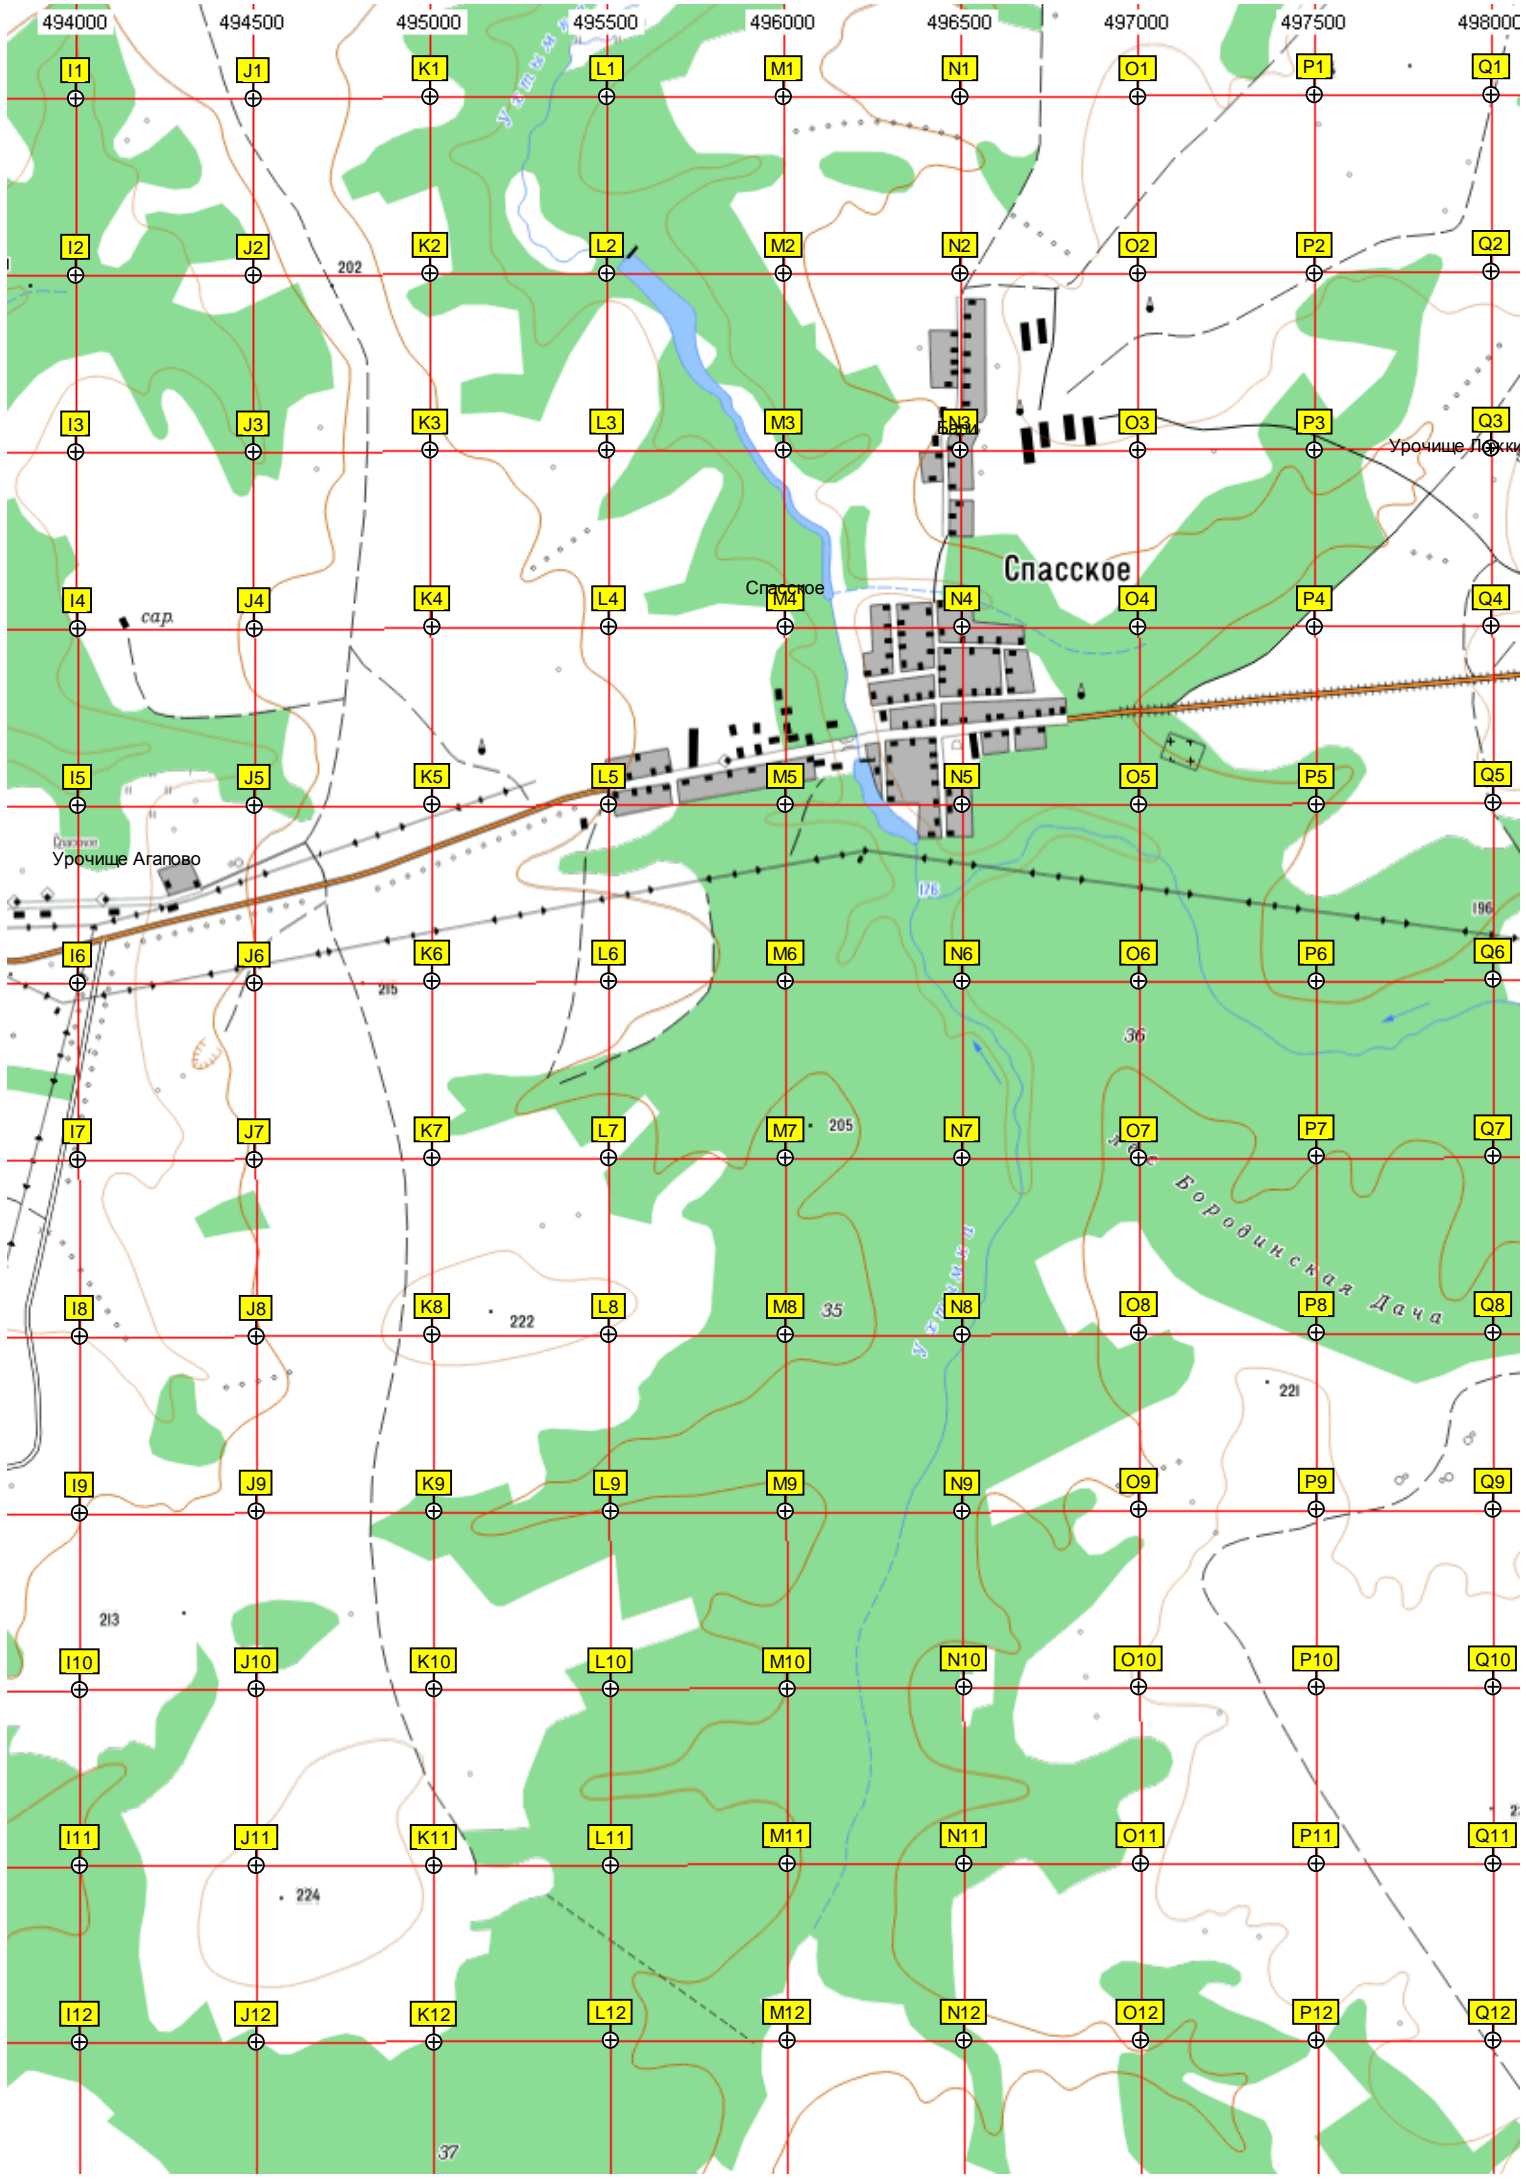 494000 494500 495000 495500 496000 496500 497000 497500 498000
Ухтымка
I1 J1 K1 L1 M1 N1 O1 P1 Q1
I2 J2 K2 L2 M2 N2 O2 P2 Q2
202
I3 J3 K3 L3 M3 N3 O3 P3 Q3
Бали
Урочище Ложки
Спасское
Спасское
I4 J4 K4 L4 M4 N4 O4 P4 Q4
сар.
I5 J5 K5 L5 M5 N5 O5 P5 Q5
Урочище Агапово
176
196
I6 J6 K6 L6 M6 N6 O6 P6 Q6
215
36
I7 J7 K7 L7 M7 N7 O7 P7 Q7
205
лес Бородинская Дача
Ухтымка
I8 J8 K8 L8 M8 N8 O8 P8 Q8
222
35
221
I9 J9 K9 L9 M9 N9 O9 P9 Q9
213
I10 J10 K10 L10 M10 N10 O10 P10 Q10
I11 J11 K11 L11 M11 N11 O11 P11 Q11
224
I12 J12 K12 L12 M12 N12 O12 P12 Q12
37